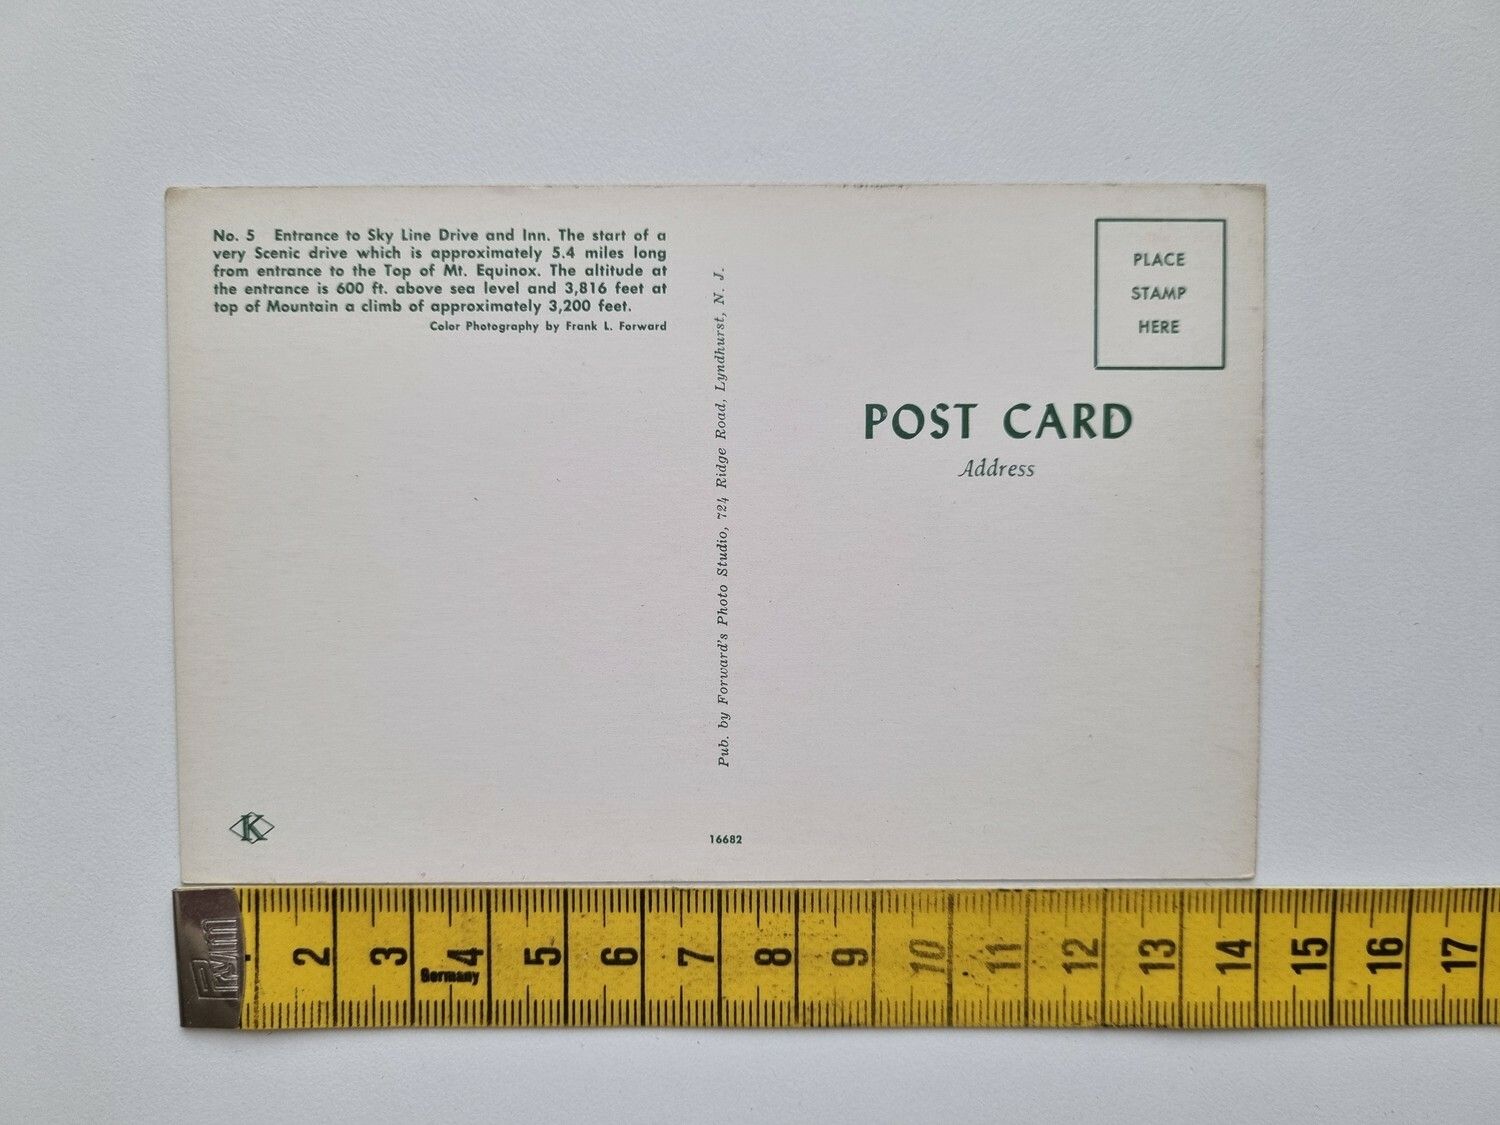 No. 5 Entrance to Sky Line Drive and Inn. The start of a
very Scenic drive which is approximately 5.4 miles long
from entrance to the Top of Mt. Equinox. The altitude at
the entrance is 600 ft. above sea level and 3,816 feet at
top of Mountain a climb of approximately 3,200 feet.
Color Photography by Frank L. Forward
Pub. by Forward's Photo Studio, 724 Ridge Road, Lyndhurst, N. J.
PLACE
STAMP
HERE
POST CARD
Address
K
16682
Prym
2 3 4 5 6 7 8 9 10 11 12 13 14 15 16 17
Germany